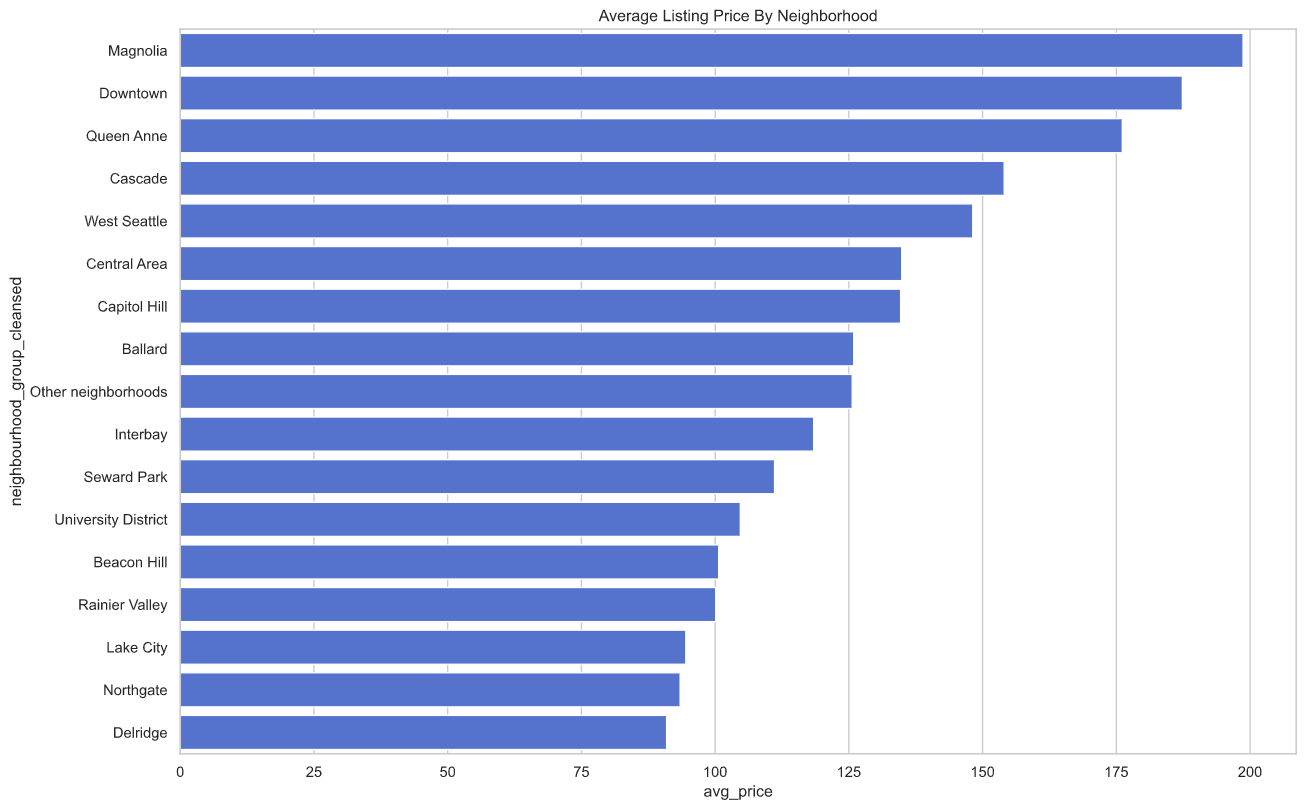 Average Listing Price By Neighborhood
neighbourhood_group_cleansed
Magnolia
Downtown
Queen Anne
Cascade
West Seattle
Central Area
Capitol Hill
Ballard
Other neighborhoods
Interbay
Seward Park
University District
Beacon Hill
Rainier Valley
Lake City
Northgate
Delridge
0 25 50 75 100 125 150 175 200
avg_price